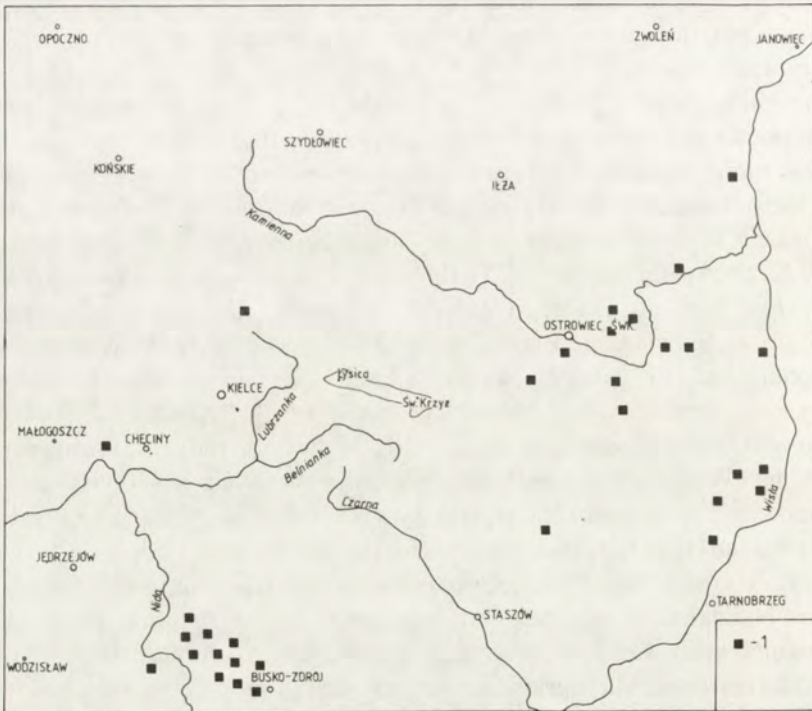 OPOCZNO
ZWOLEŃ
JANOWIEC
SZYDŁOWIEC
KOŃSKIE
IŁŻA
Kamienna
OSTROWIEC ŚWK.
Łysica
KIELCE
Św. Krzyż
Lubrzanka
MAŁOGOSZCZ
CHĘCINY
Belnianka
Czarna
Wisła
JĘDRZEJÓW
Nida
TARNOBRZEG
STASZÓW
-1
WODZISŁAW
BUSKO-ZDRÓJ